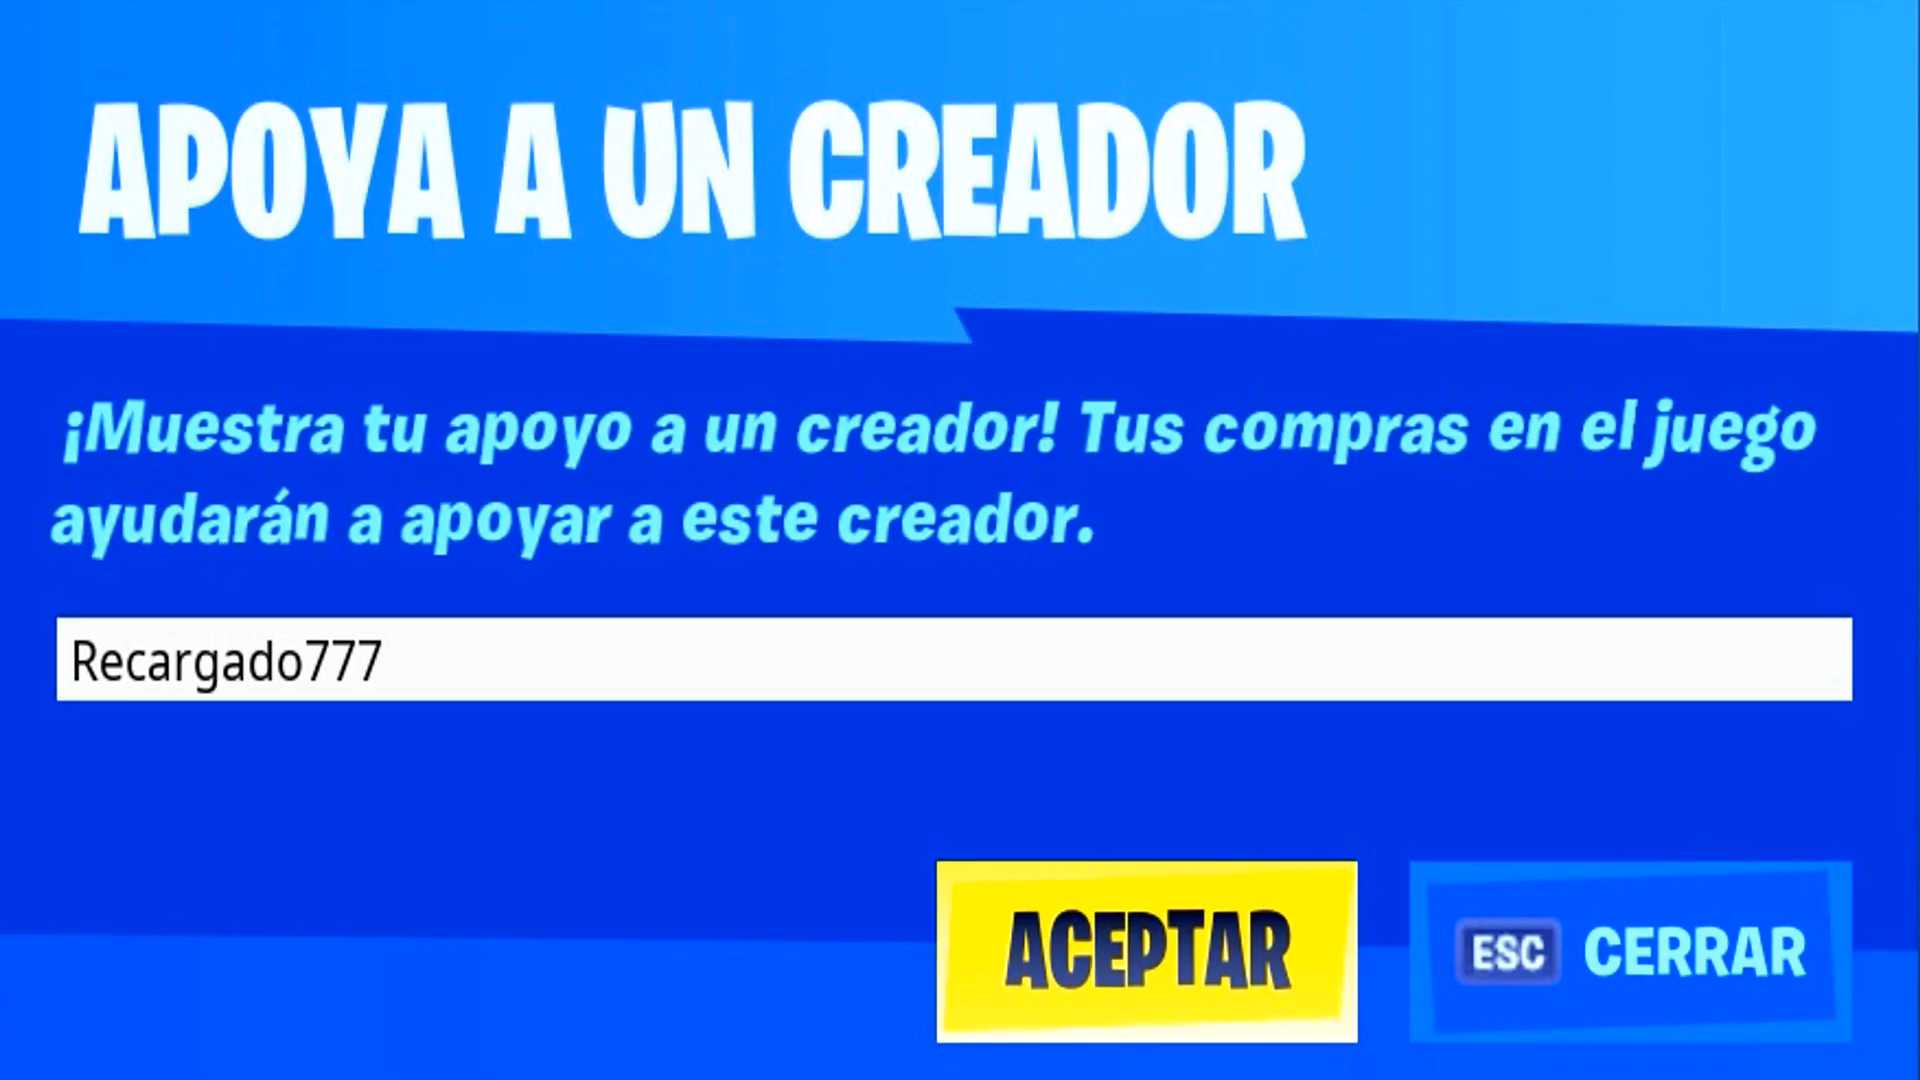 APOYA A UN CREADOR
¡Muestra tu apoyo a un creador! Tus compras en el juego
ayudarán a apoyar a este creador.
Recargado777
ACEPTAR
ESC CERRAR